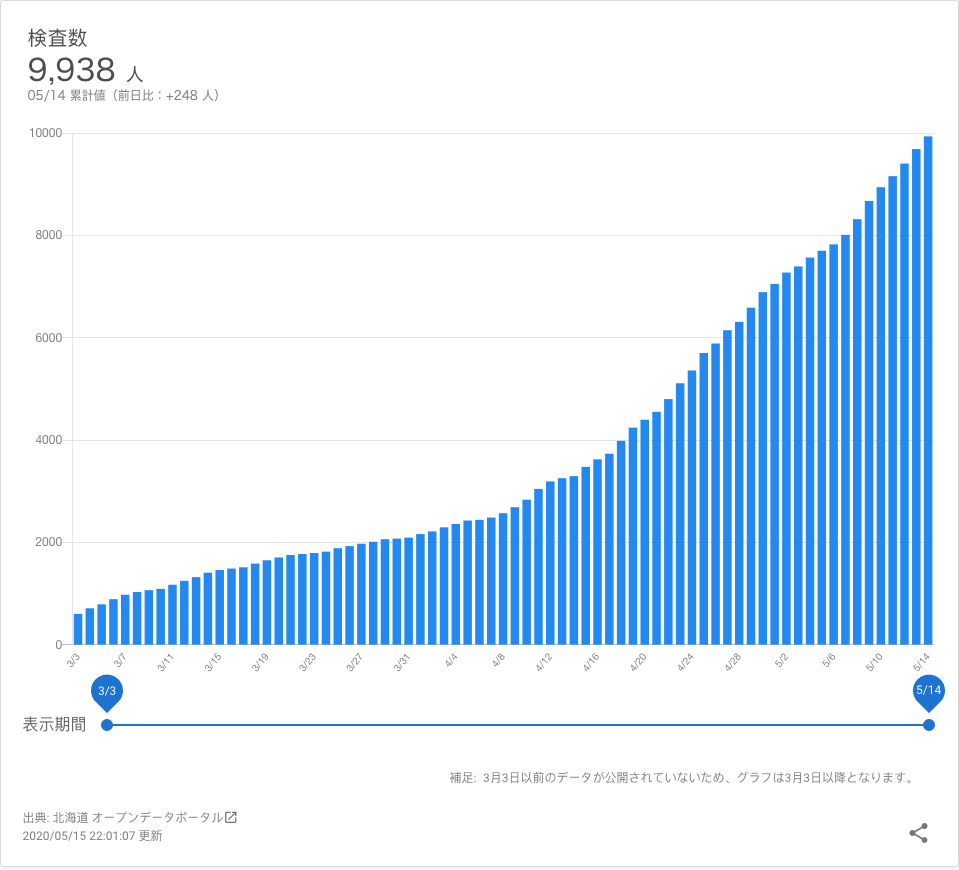 検査数
9,938 人
05/14 累計値（前日比：+248 人）
10000
8000
6000
4000
2000
0
3/3 3/7 3/11 3/15 3/19 3/23 3/27 3/31 4/4 4/8 4/12 4/16 4/20 4/24 4/28 5/2 5/6 5/10 5/14
3/3 5/14
表示期間
補足: 3月3日以前のデータが公開されていないため、グラフは3月3日以降となります。
出典: 北海道 オープンデータポータル
2020/05/15 22:01:07 更新